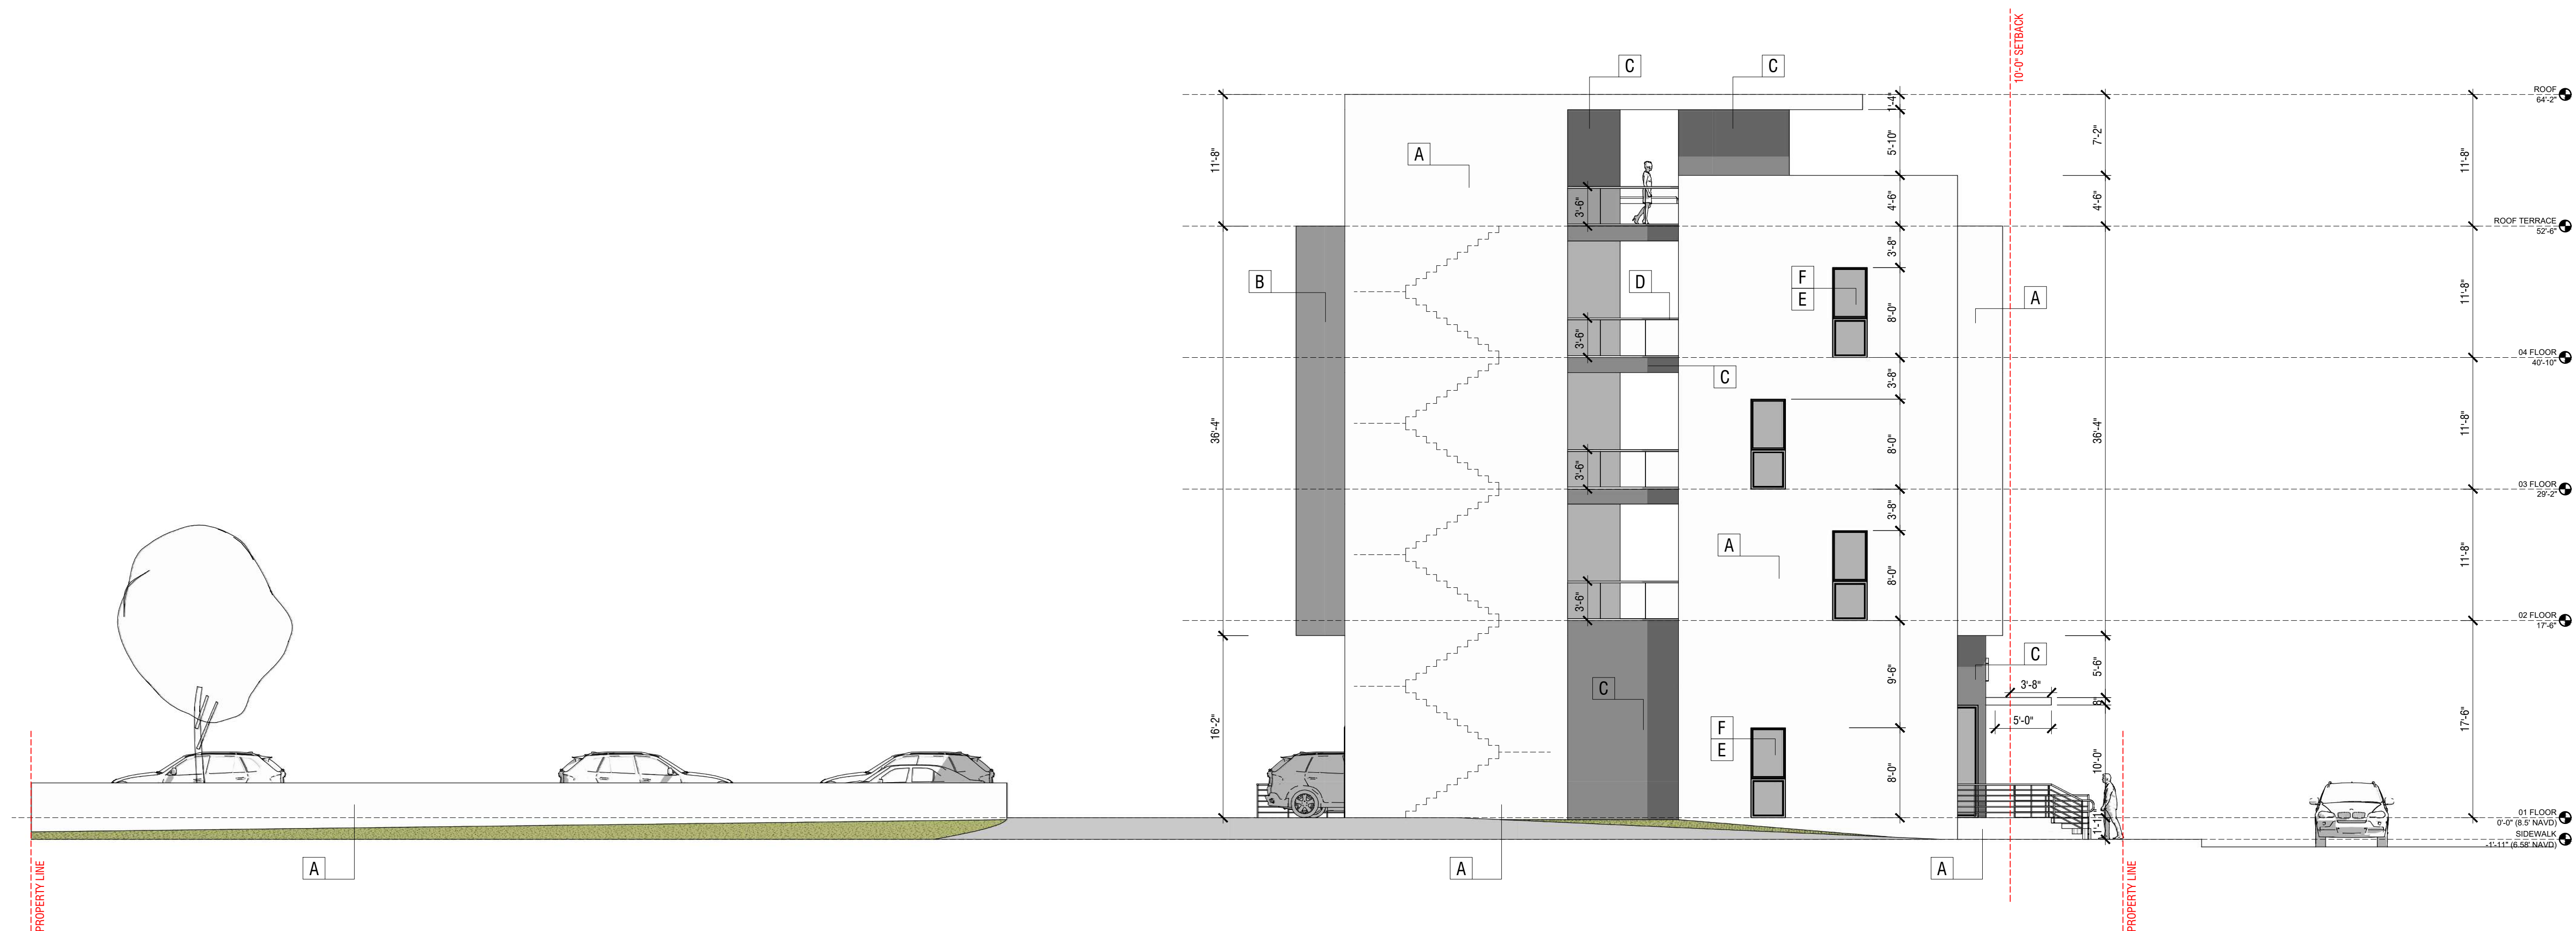 10'-0" SETBACK
C
C
ROOF
64'-2"
1'-4"
5'-10"
7'-2"
11'-8"
11'-8"
A
4'-6"
4'-6"
3'-6"
ROOF TERRACE
52'-6"
3'-8"
B
D
F
E
A
8'-0"
11'-8"
3'-6"
04 FLOOR
40'-10"
C
3'-8"
36'-4"
36'-4"
8'-0"
11'-8"
3'-6"
03 FLOOR
29'-2"
3'-8"
A
8'-0"
11'-8"
3'-6"
02 FLOOR
17'-6"
C
5'-6"
9'-6"
3'-8"
C
8"
5'-0"
16'-2"
17'-6"
F
E
10'-0"
8'-0"
01 FLOOR
0'-0" (8.5' NAVD)
1'-11"
SIDEWALK
-1'-11" (6.58' NAVD)
A
A
A
PROPERTY LINE
PROPERTY LINE